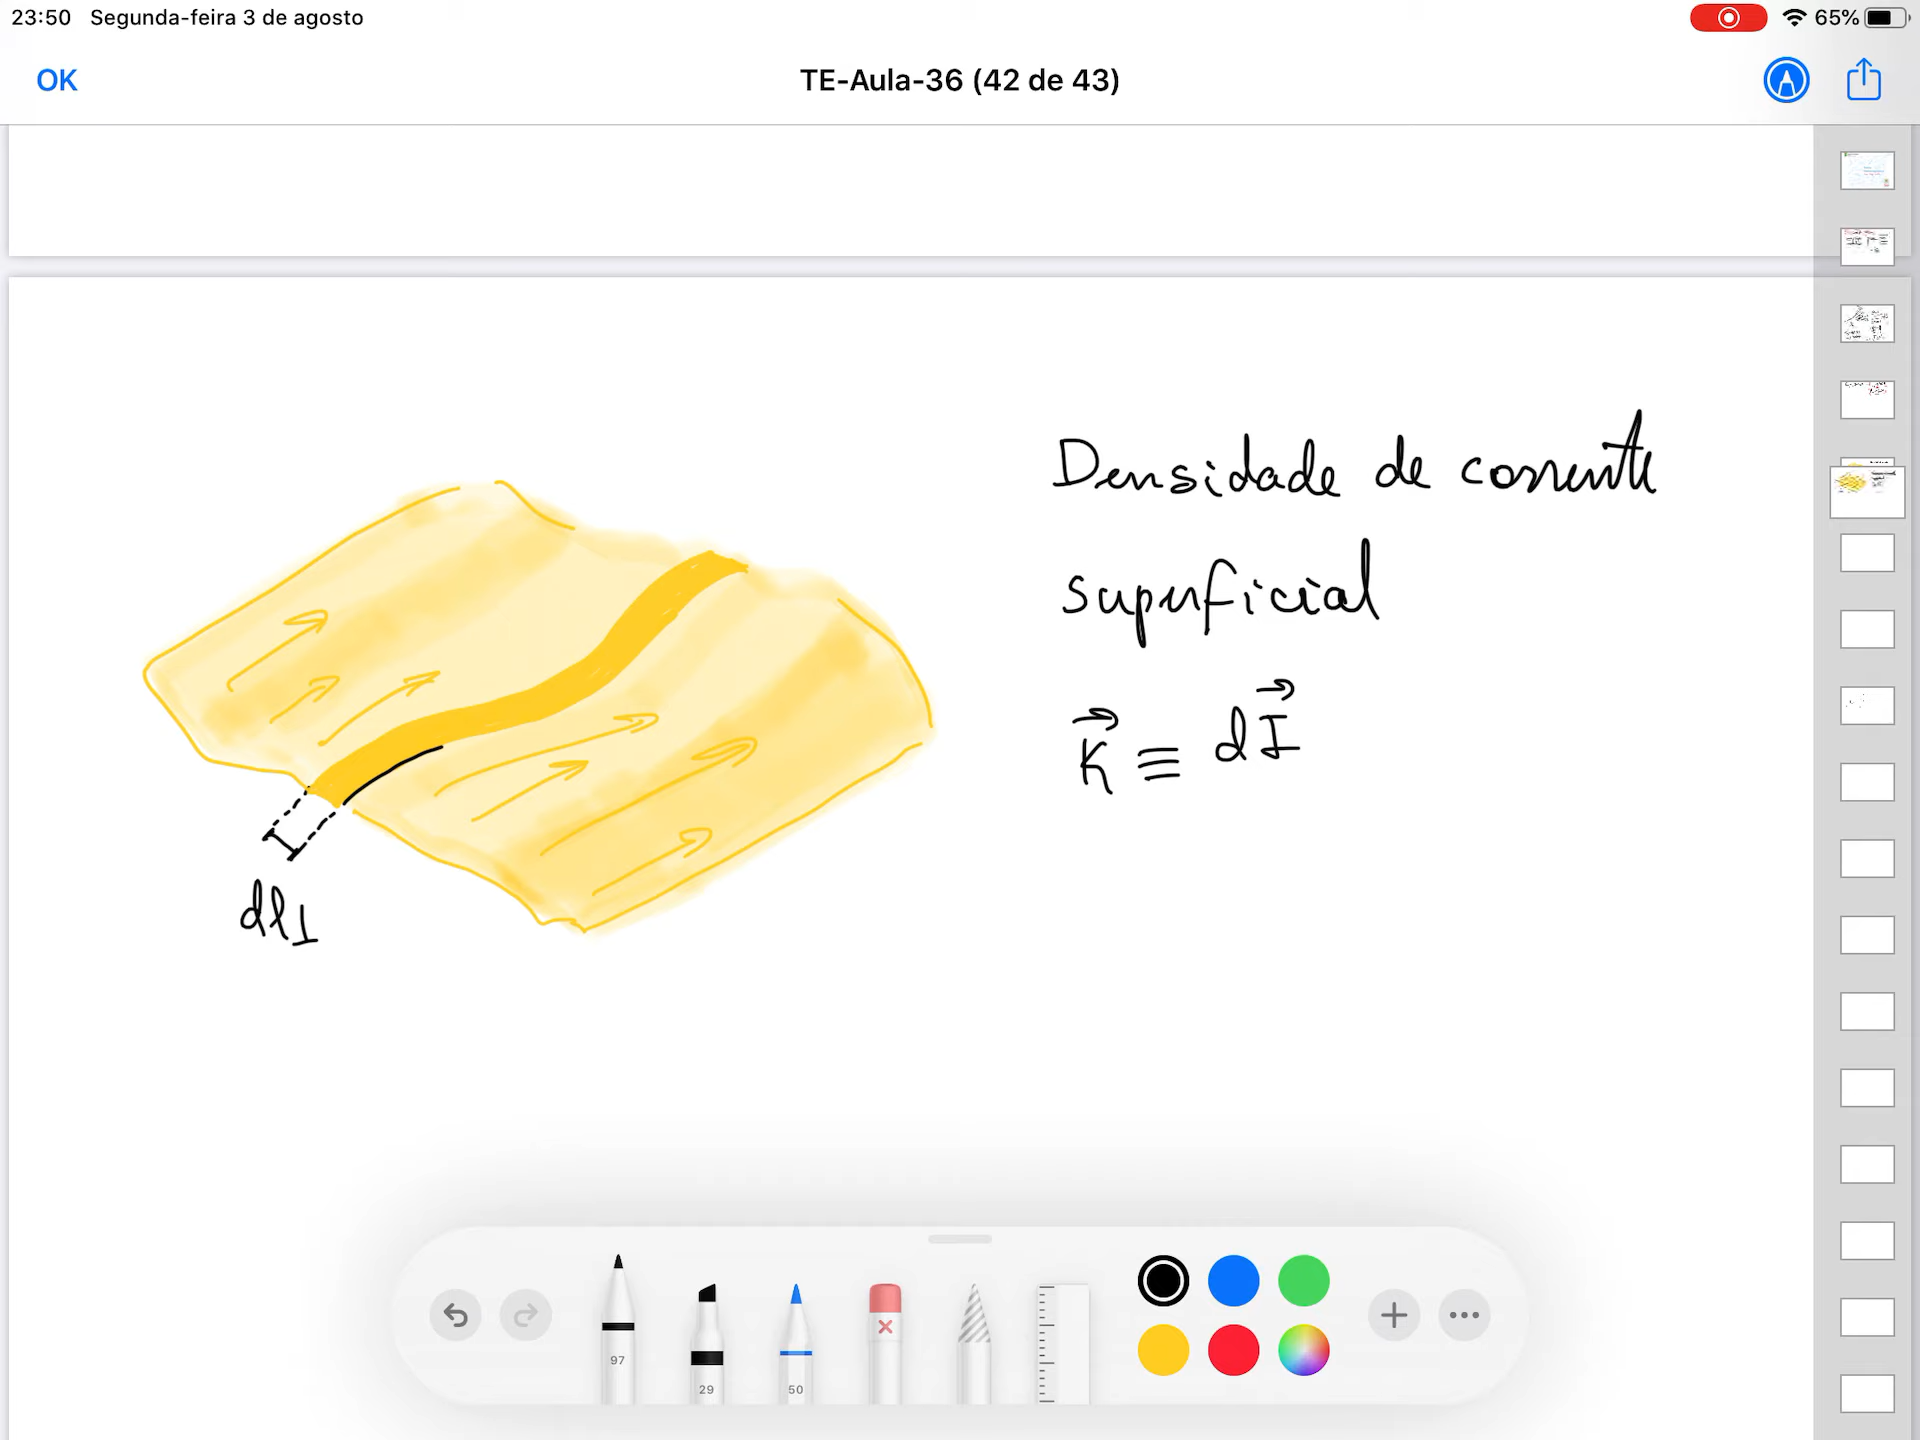 23:50 Segunda-feira 3 de agosto
65%
OK
TE-Aula-36 (42 de 43)
Densidade de corrente
superficial
K⃗ ≡ dI⃗
dl⊥
97
29
50